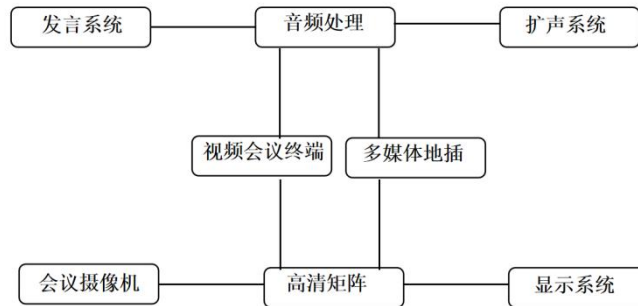 发言系统
音频处理
扩声系统
视频会议终端
多媒体地插
会议摄像机
高清矩阵
显示系统